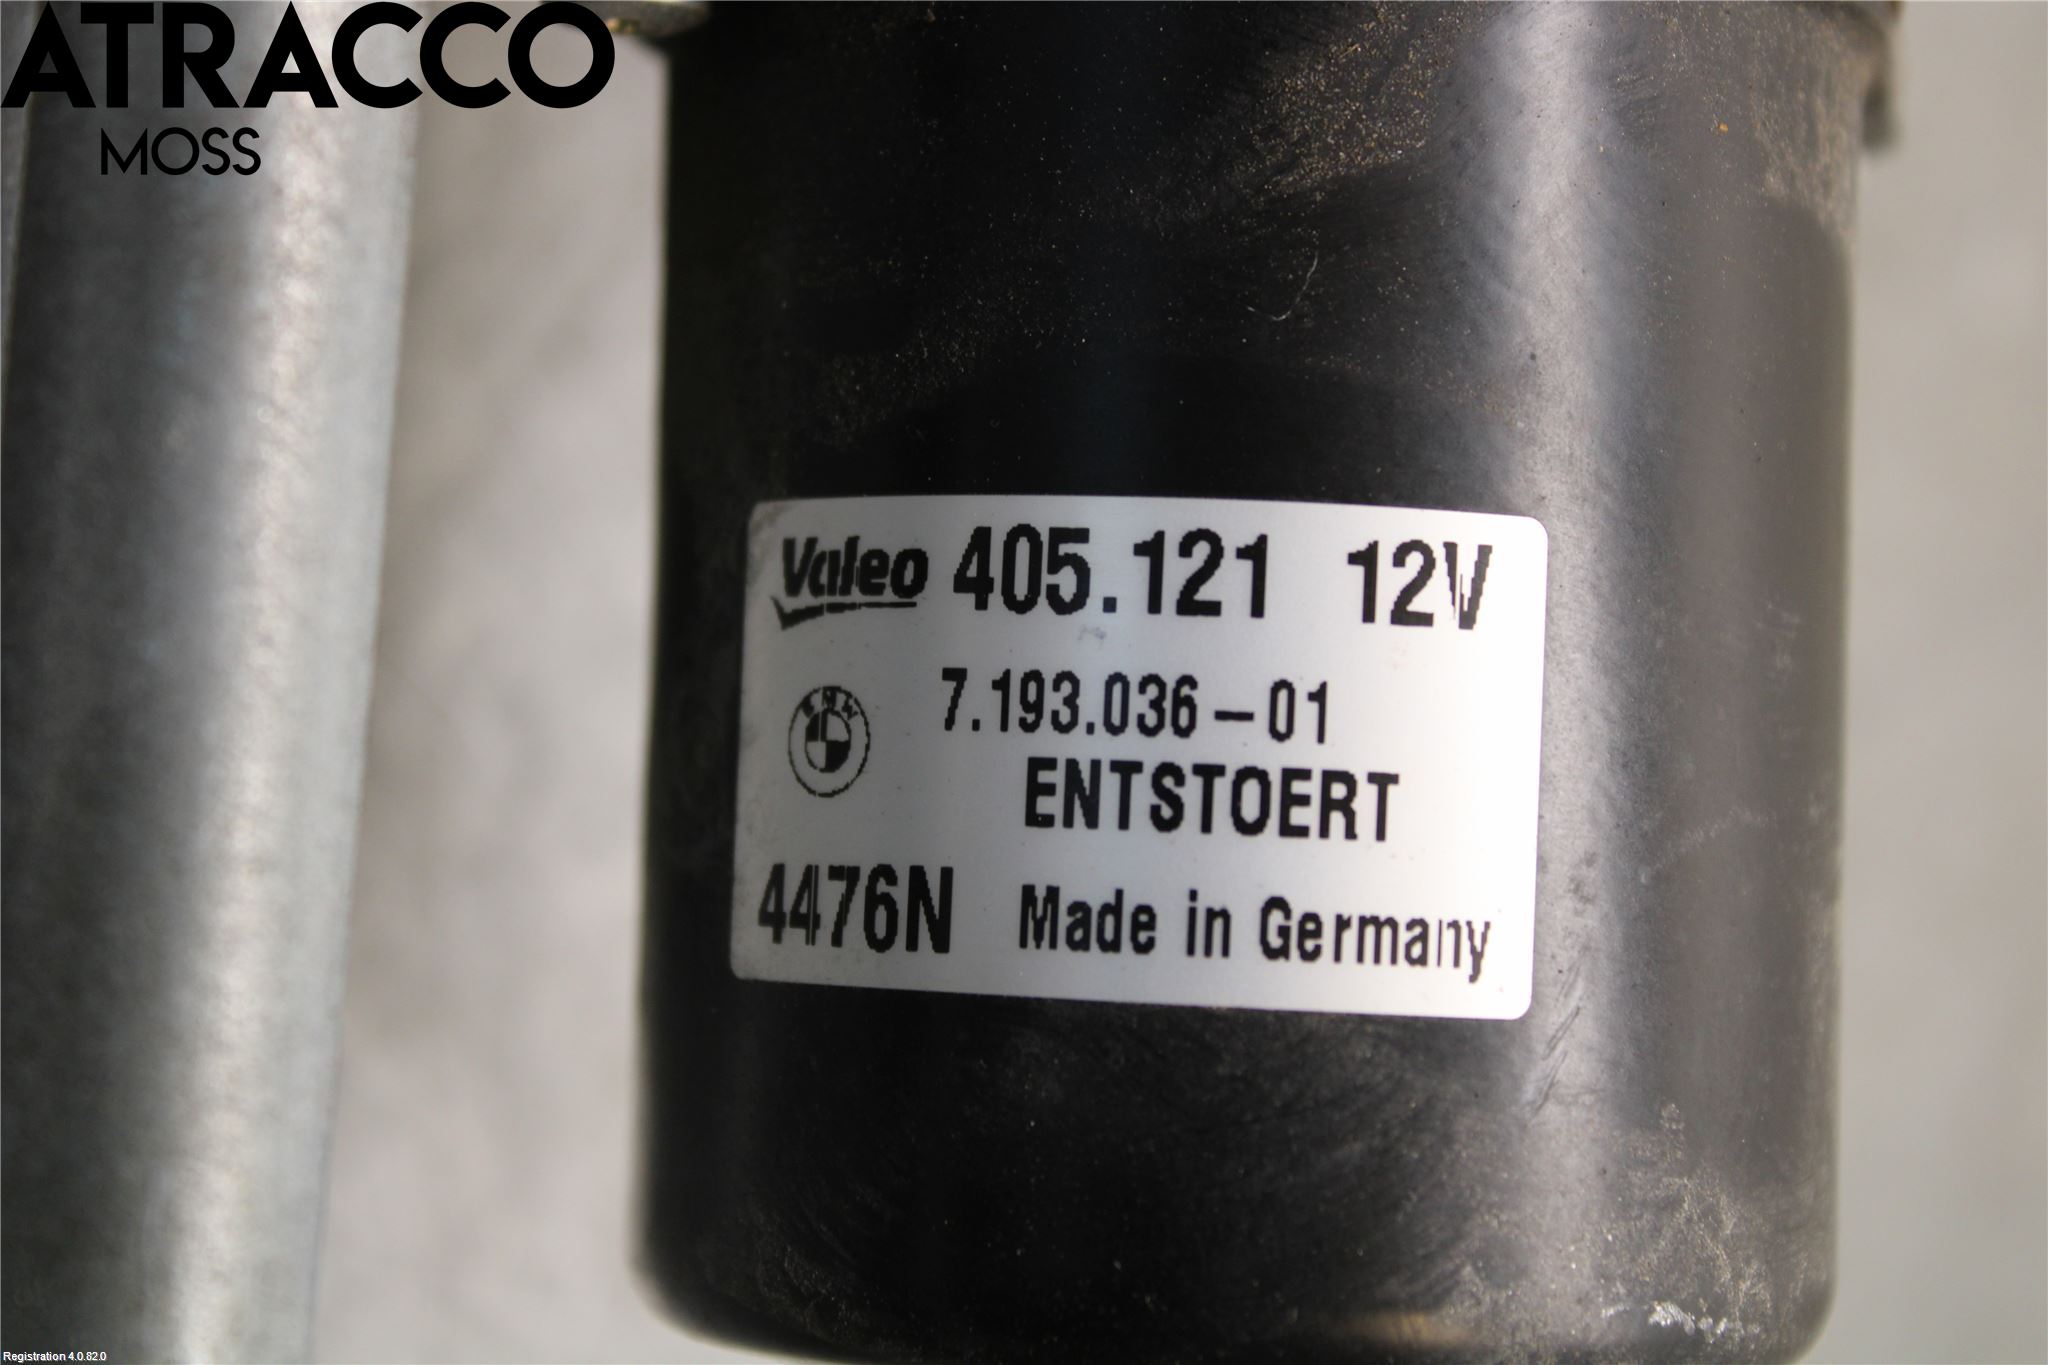 ATRACCO
MOSS
Valeo 405.121 12V
BMW 7.193.036-01
ENTSTOERT
4476N Made in Germany
Registration 4.0.82.0